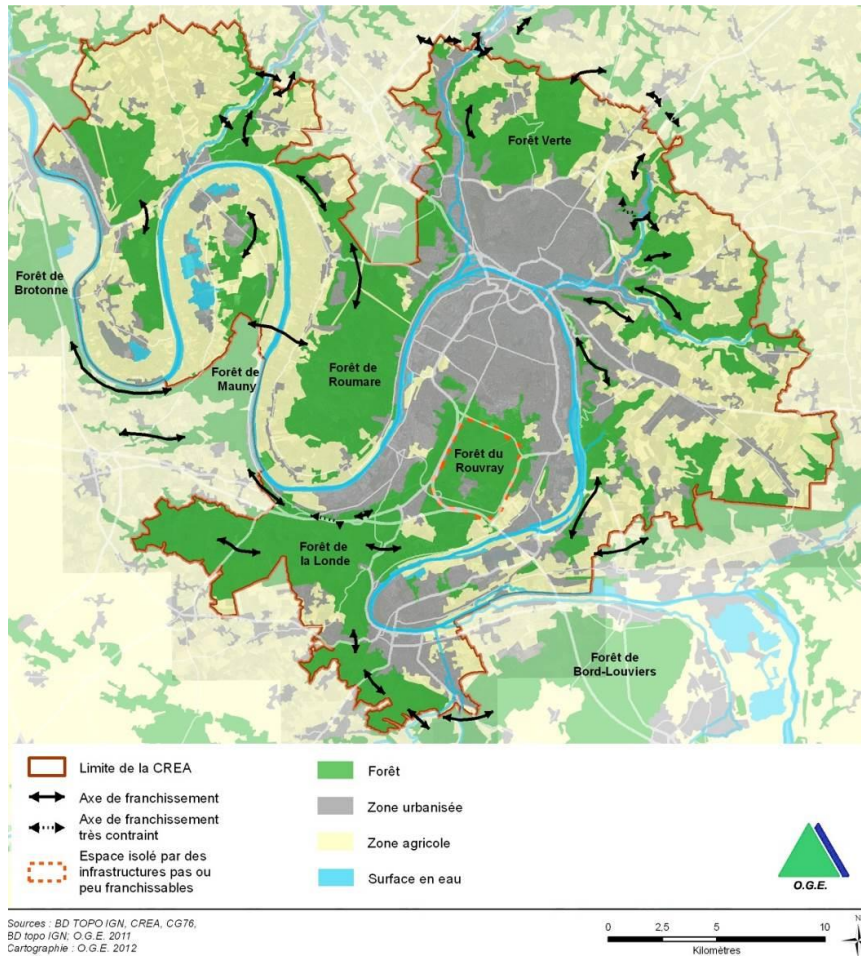 Forêt Verte
Forêt de
Brotonne
Forêt de
Mauny
Forêt de
Roumare
Forêt du
Rouvray
Forêt de
la Londe
Forêt de
Bord-Louviers
Limite de la CREA
Axe de franchissement
Axe de franchissement
très contraint
Espace isolé par des
infrastructures pas ou
peu franchissables
Forêt
Zone urbanisée
Zone agricole
Surface en eau
O.G.E.
Sources : BD TOPO IGN, CREA, CG76,
BD topo IGN; O.G.E. 2011
Cartographie : O.G.E. 2012
0 2.5 5 10
Kilomètres
N